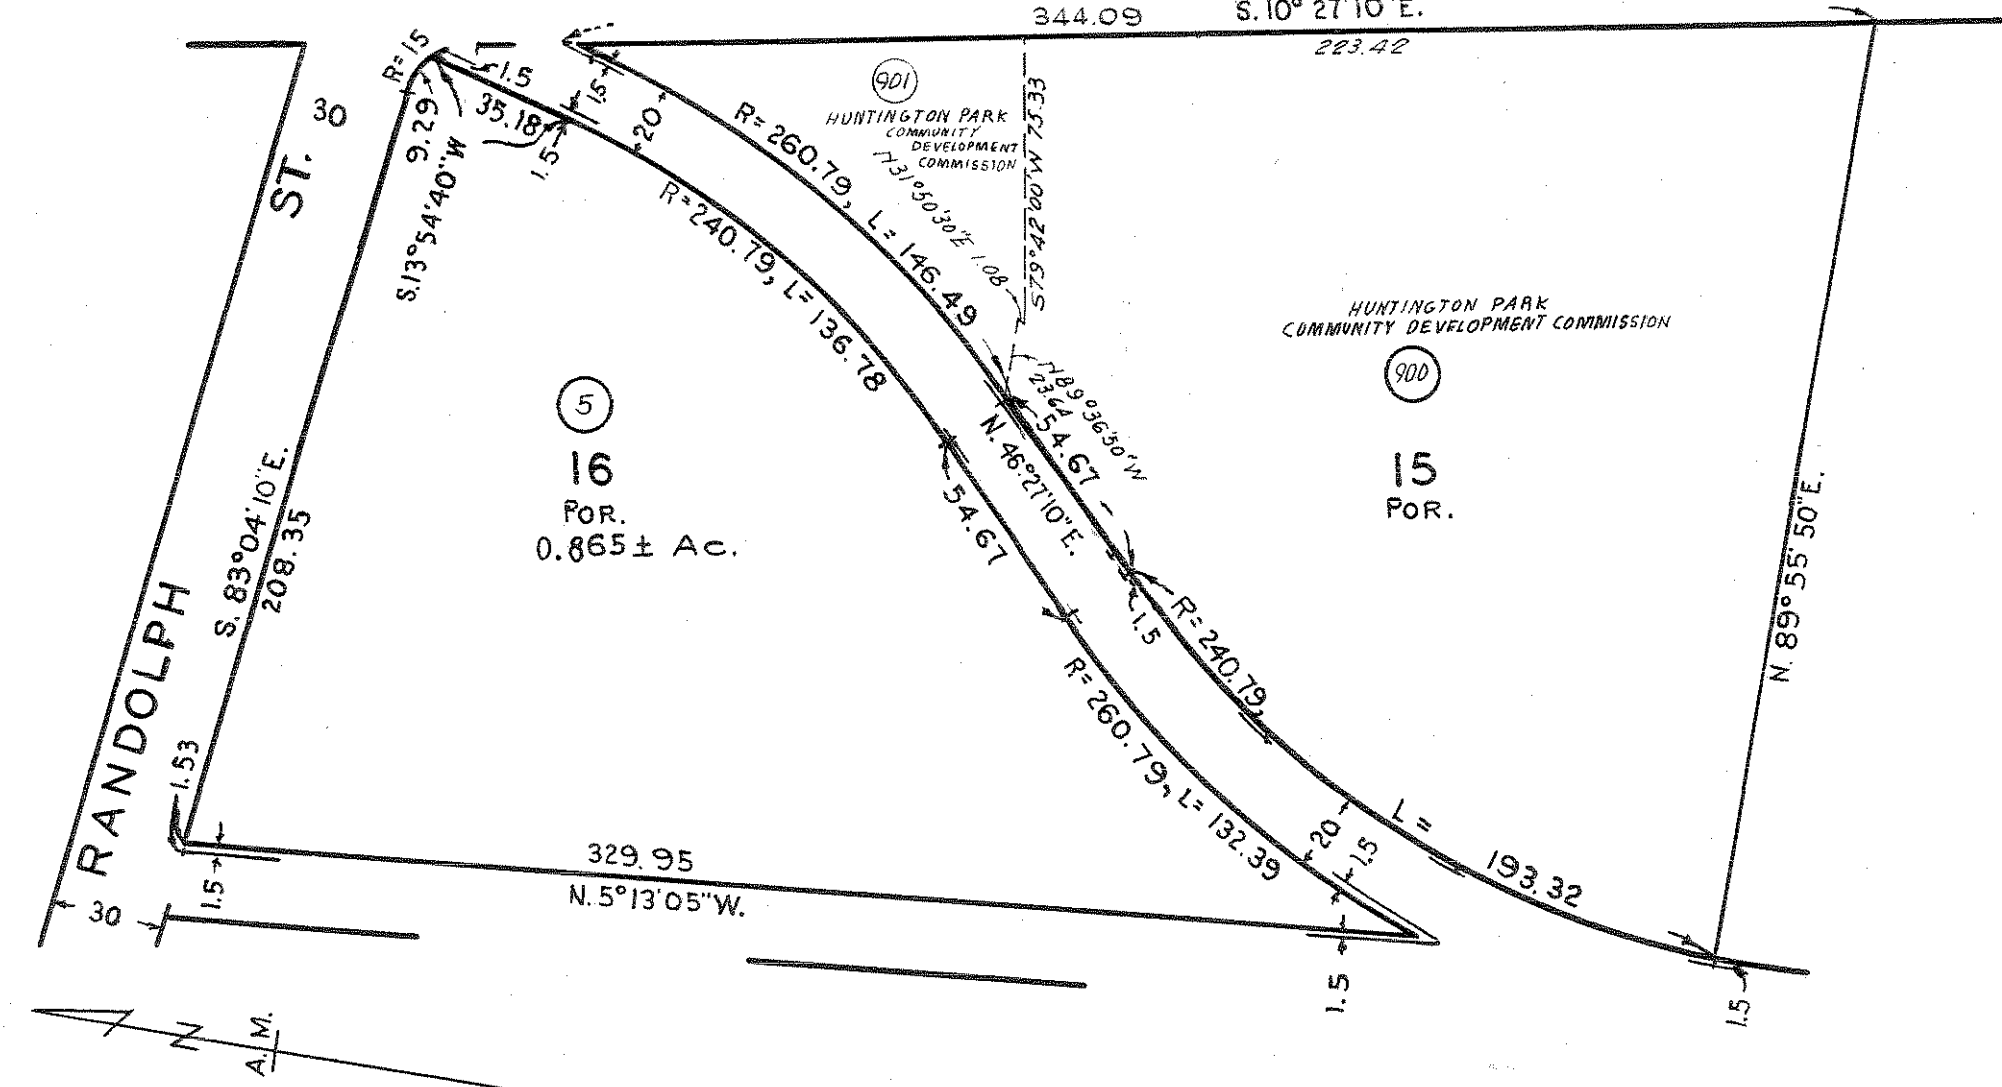 344.09
S. 10° 27' 10" E.
223.42
R=15
1.5
35.18
9.29
S.13°54'40"W
1.5
1.5
20
30
ST.
RANDOLPH
901
HUNTINGTON PARK
COMMUNITY
DEVELOPMENT
COMMISSION
R= 260.79, L= 146.49
N31°50'30"E 1.08
S79°42'00"W 75.33
R=240.79, L= 136.78
HUNTINGTON PARK
COMMUNITY DEVELOPMENT COMMISSION
900
15
POR.
N. 89° 55' 50" E.
5
16
POR.
0.865± Ac.
N89°36'50"W
23.64
54.67
N. 46°27'10" E.
54.67
1.5
R= 240.79,
L =
193.32
R= 260.79, L= 132.39
20
1.5
S. 83°04' 10" E.
208.35
1.53
329.95
N. 5°13'05"W.
1.5
30
1.5
1.5
N
A. M.